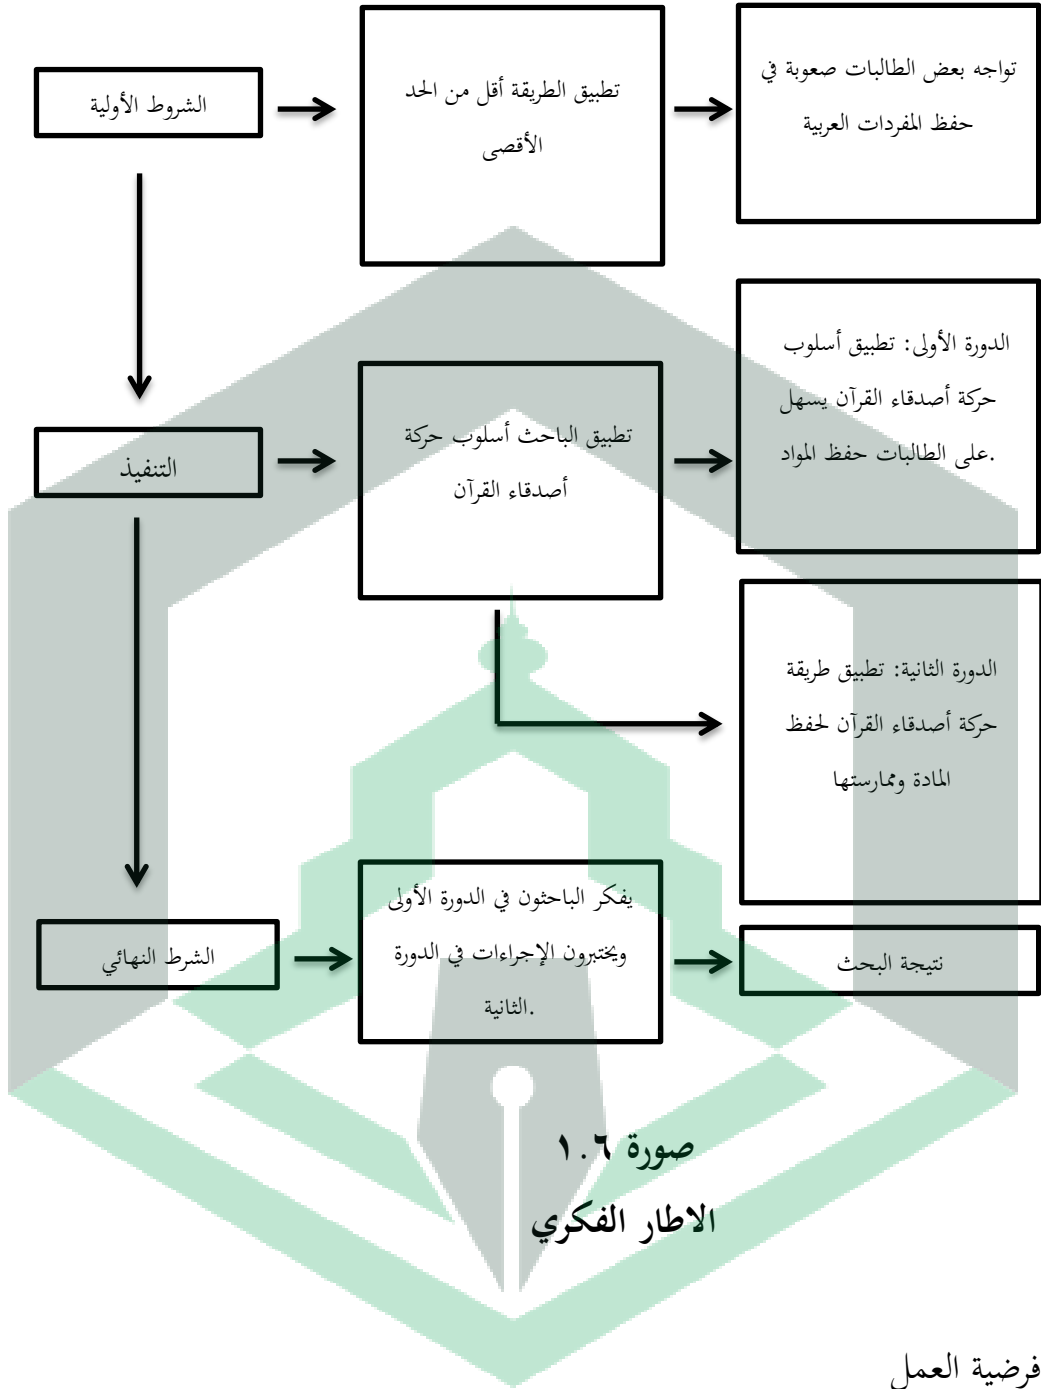 الشروط الأولية
تطبيق الطريقة أقل من الحد
الأقصى
تواجه بعض الطالبات صعوبة في
حفظ المفردات العربية
التنفيذ
تطبيق الباحث أسلوب حركة
أصدقاء القرآن
الدورة الأولى: تطبيق أسلوب
حركة أصدقاء القرآن يسهل
.على الطالبات حفظ المواد
الدورة الثانية: تطبيق طريقة
حركة أصدقاء القرآن لحفظ
المادة وممارستها
الشرط النهائي
يفكر الباحثون في الدورة الأولى
ويختبرون الإجراءات في الدورة
.الثانية
نتيجة البحث
صورة ١.٦
الاطار الفكري
فرضية العمل